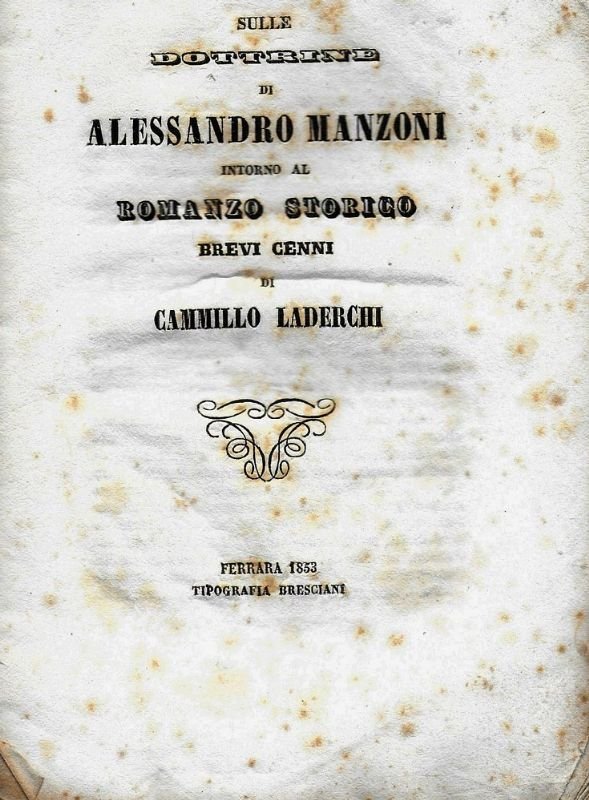 SULLE
DOTTRINE
DI
ALESSANDRO MANZONI
INTORNO AL
ROMANZO STORICO
BREVI CENNI
DI
CAMMILLO LADERCHI
FERRARA 1853
TIPOGRAFIA BRESCIANI